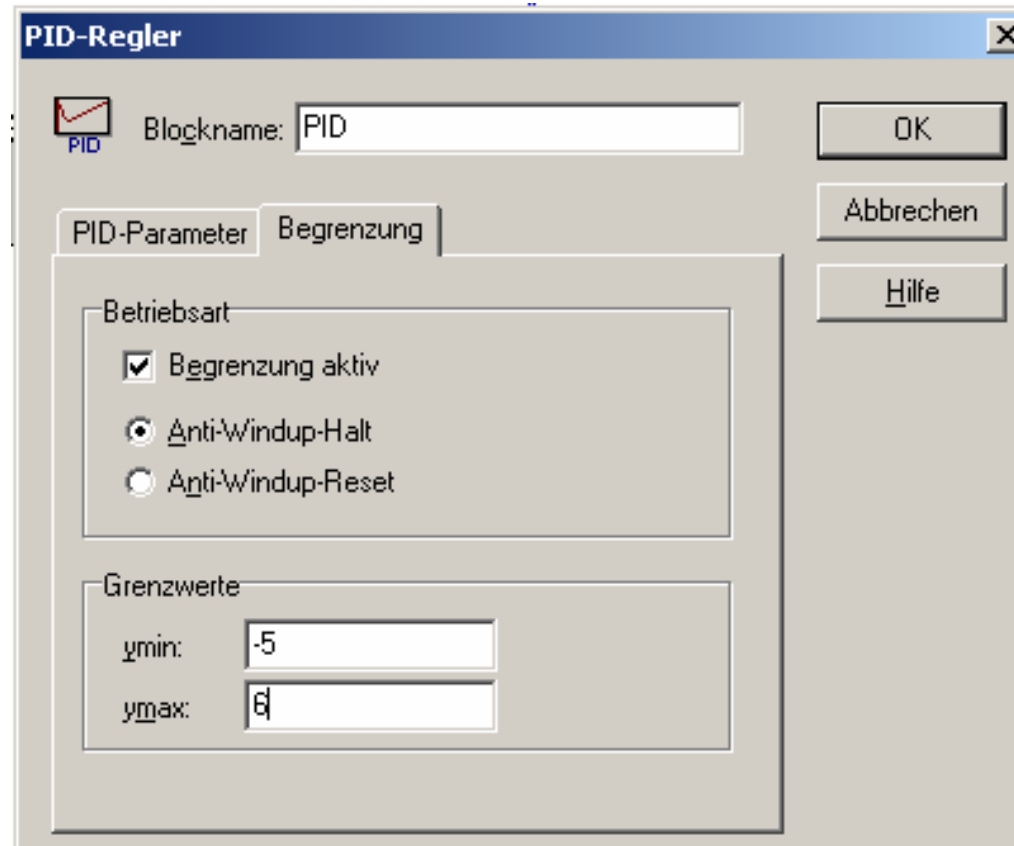 PID-Regler
PID
Blockname: PID
OK
Abbrechen
Hilfe
PID-Parameter Begrenzung
Betriebsart
Begrenzung aktiv
Anti-Windup-Halt
Anti-Windup-Reset
Grenzwerte
ymin: -5
ymax: 6